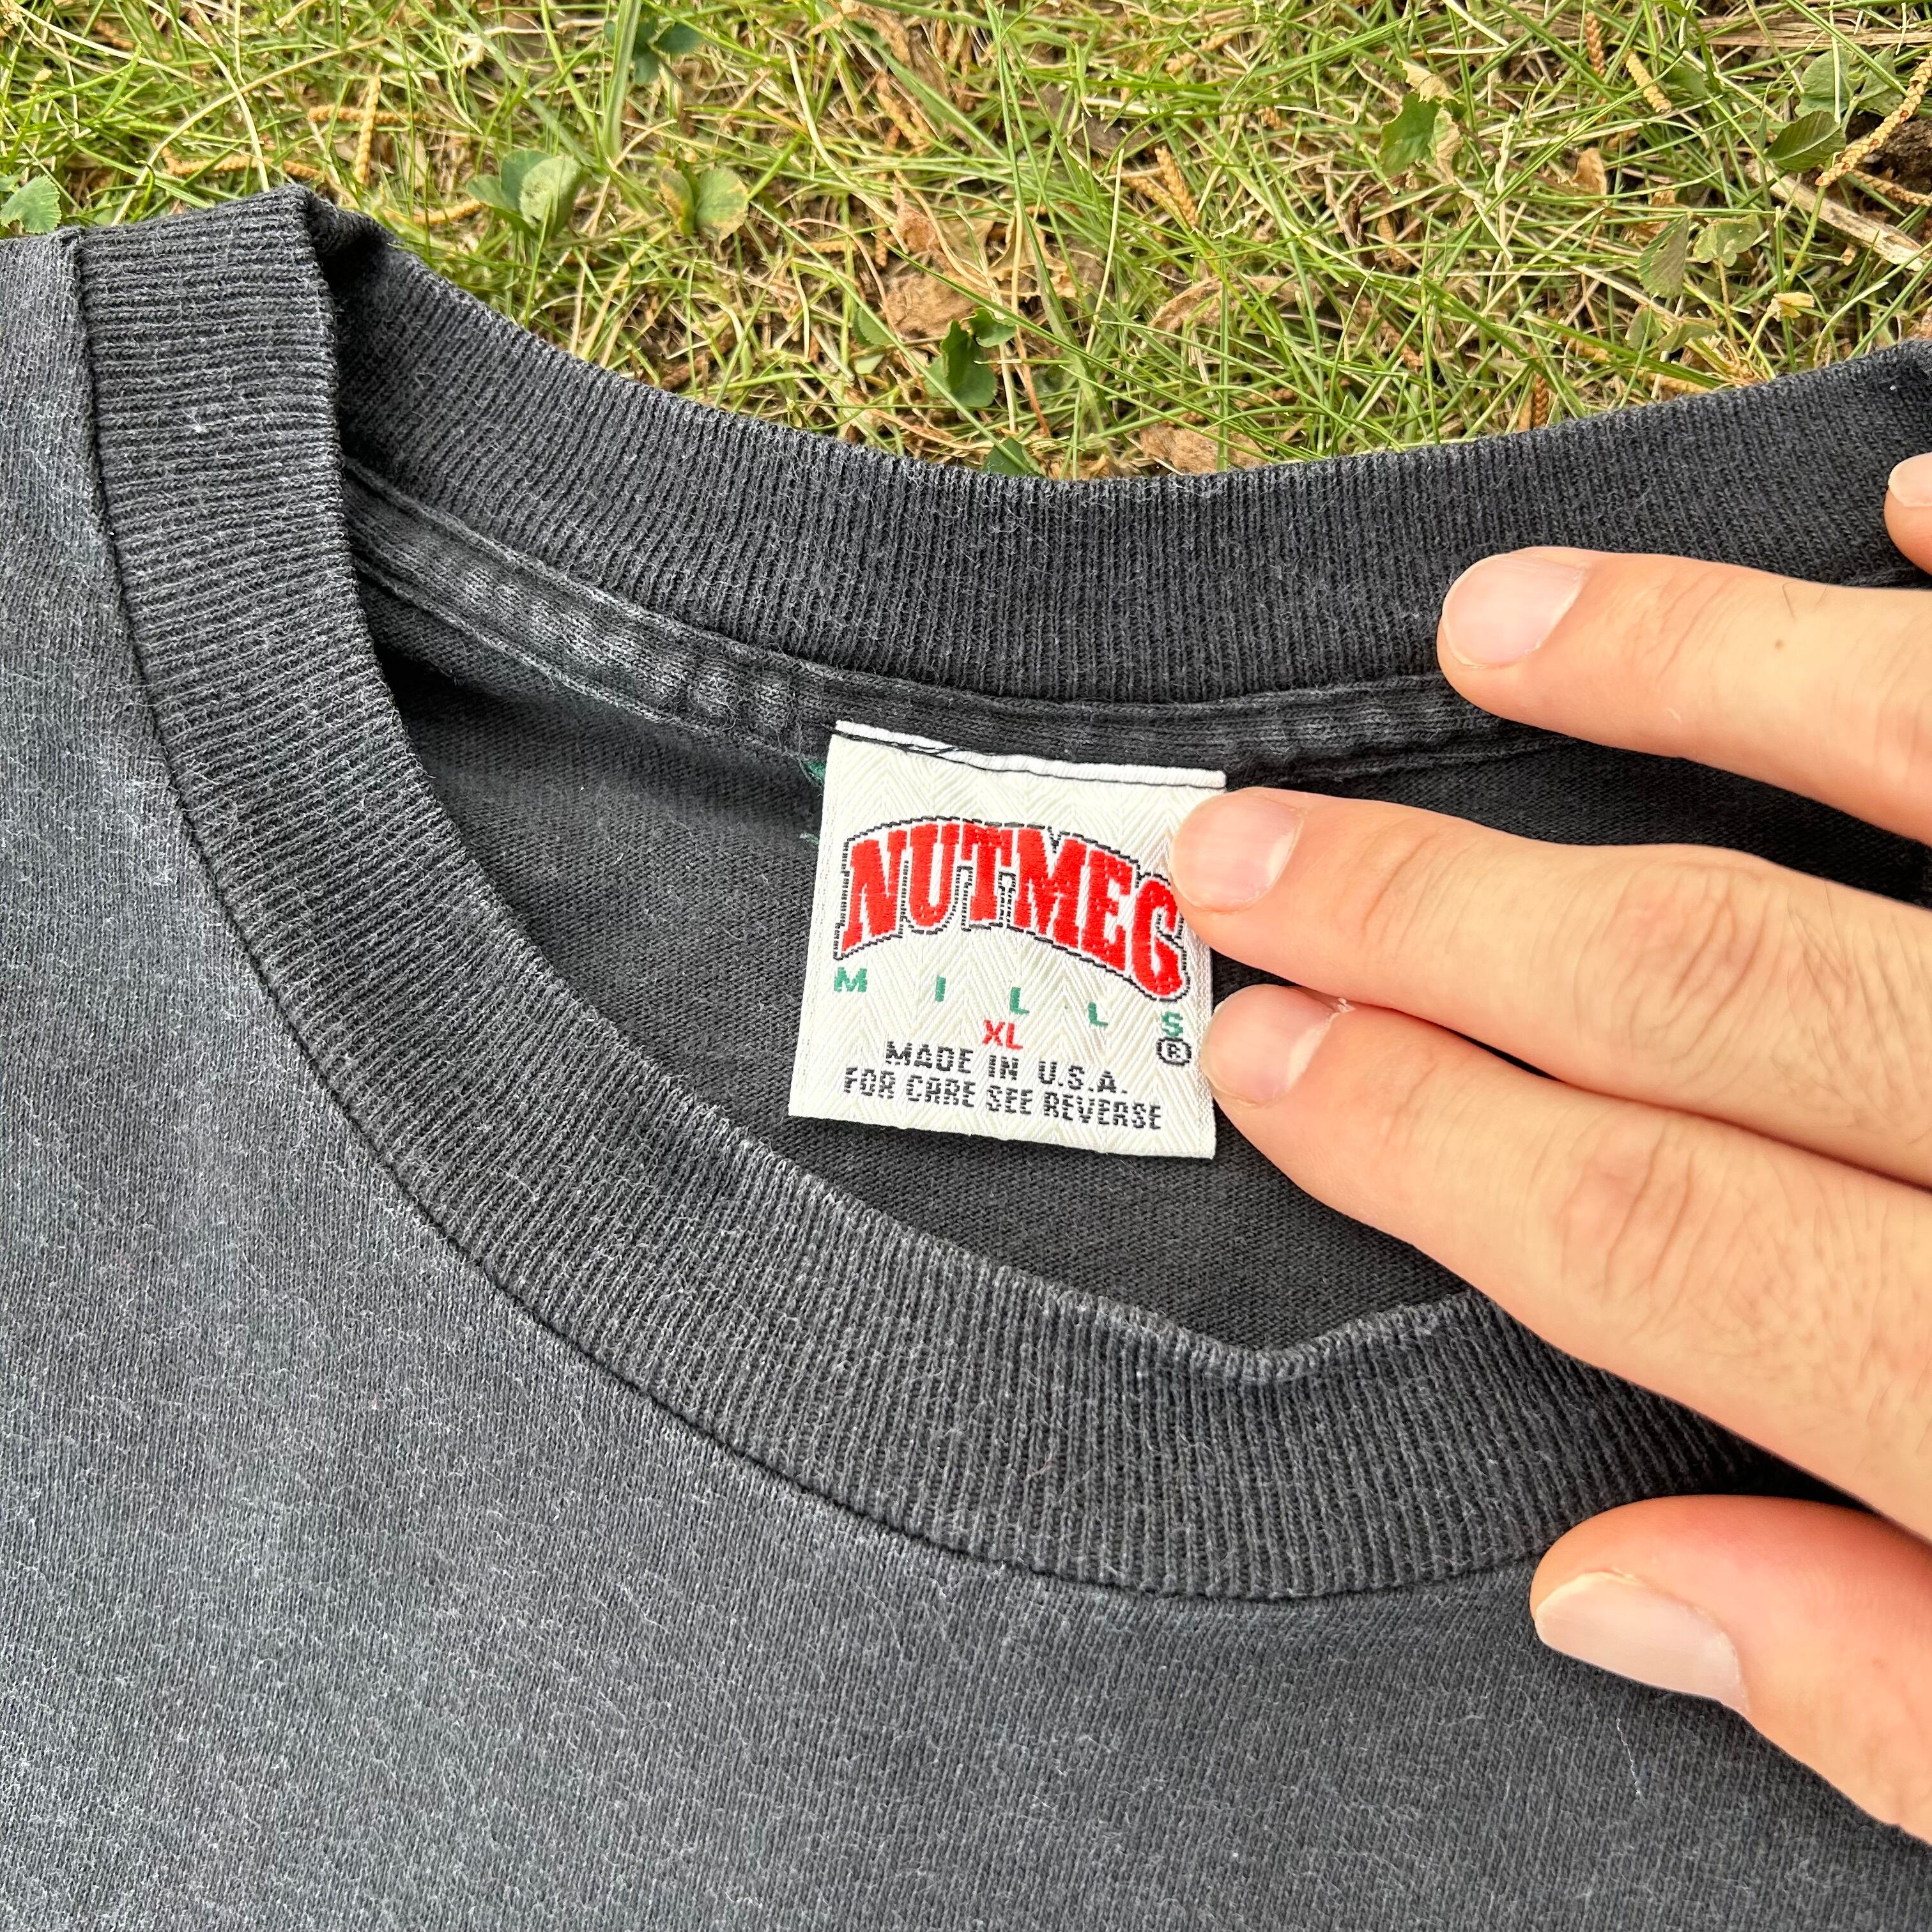 NUTMEG
MILLS
XL ®
MADE IN U.S.A.
FOR CARE SEE REVERSE